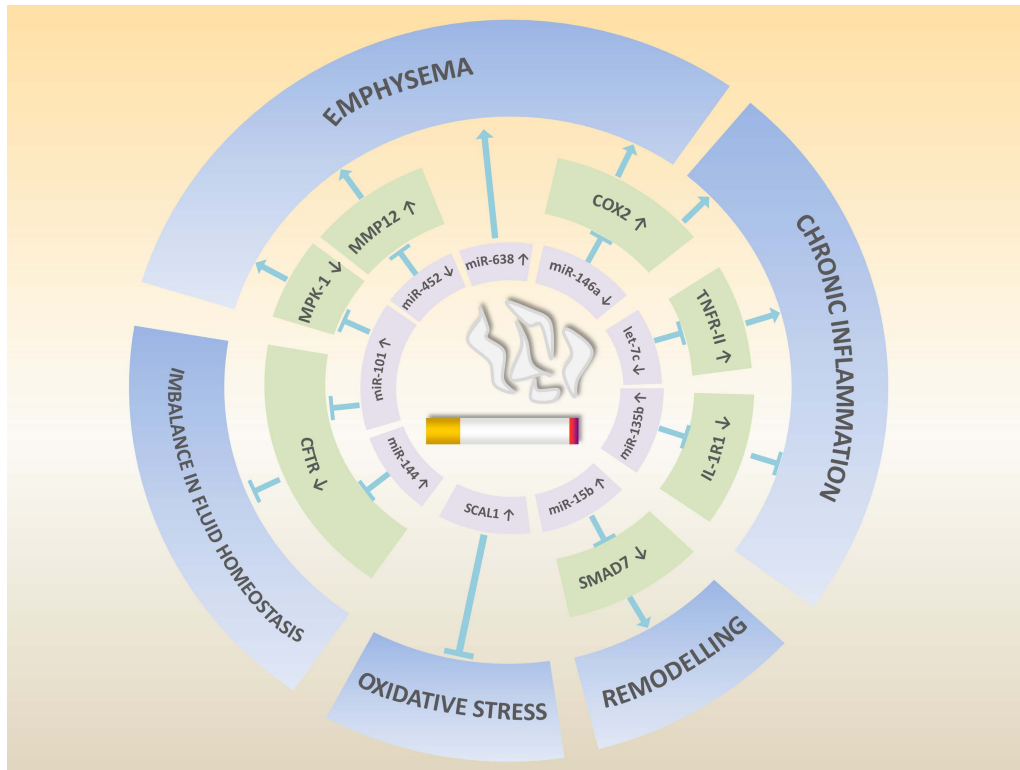 EMPHYSEMA
CHRONIC INFLAMMATION
REMODELLING
OXIDATIVE STRESS
IMBALANCE IN FLUID HOMEOSTASIS
MPK-1 ↓
MMP12 ↑
COX2 ↑
TNFR-II ↑
IL-1R1 ↑
SMAD7 ↓
CFTR ↓
miR-101 ↑
miR-452 ↓
miR-638 ↑
miR-146a ↓
let-7c ↓
miR-135b ↑
miR-15b ↑
SCAL1 ↑
miR-144 ↑